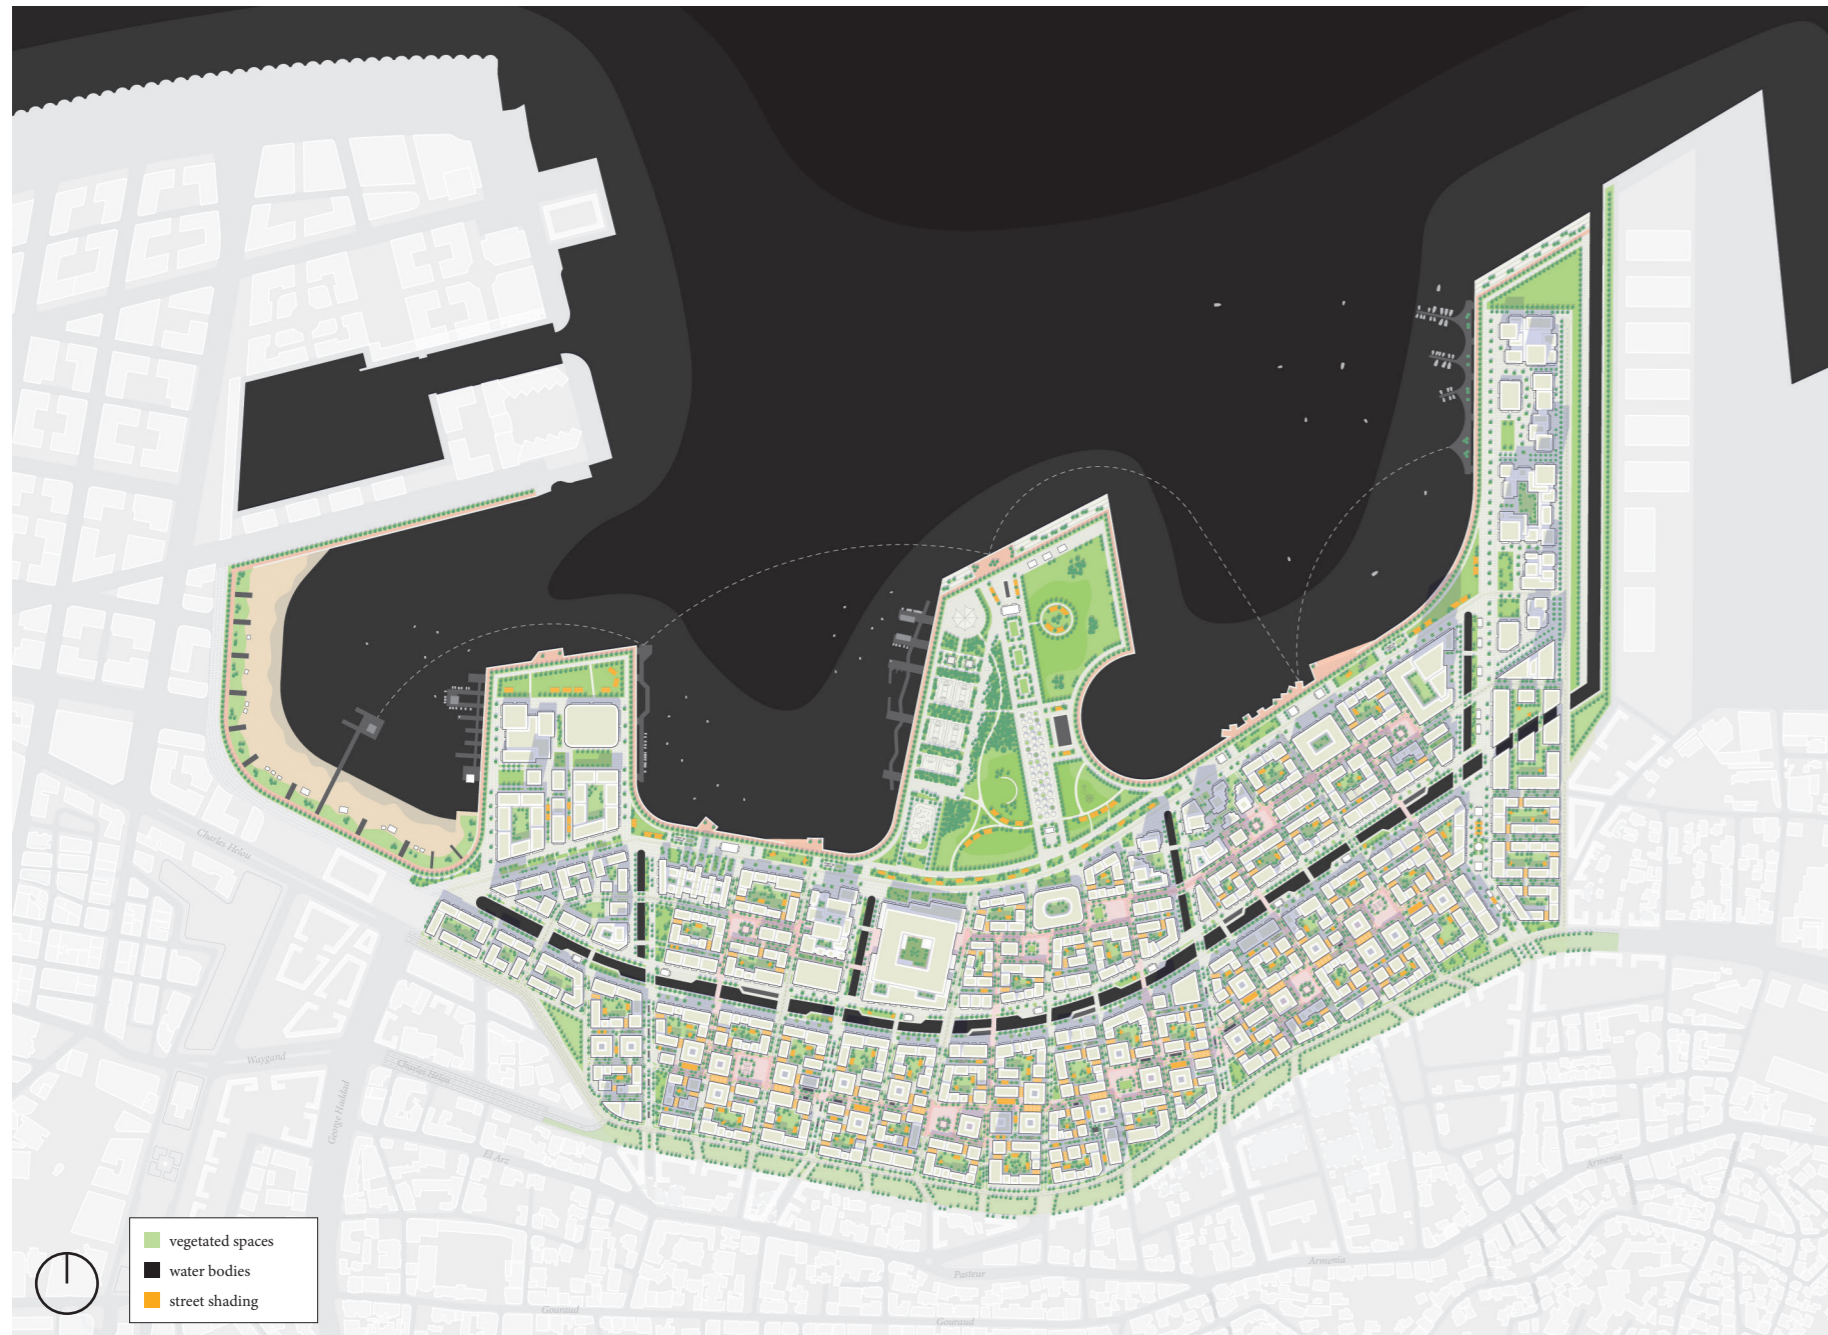 Charles Helou
Waygand
Charles Helou
George Haddad
El Arz
Armenia
Armenia
Pasteur
Gouraud
Gouraud
vegetated spaces
water bodies
street shading